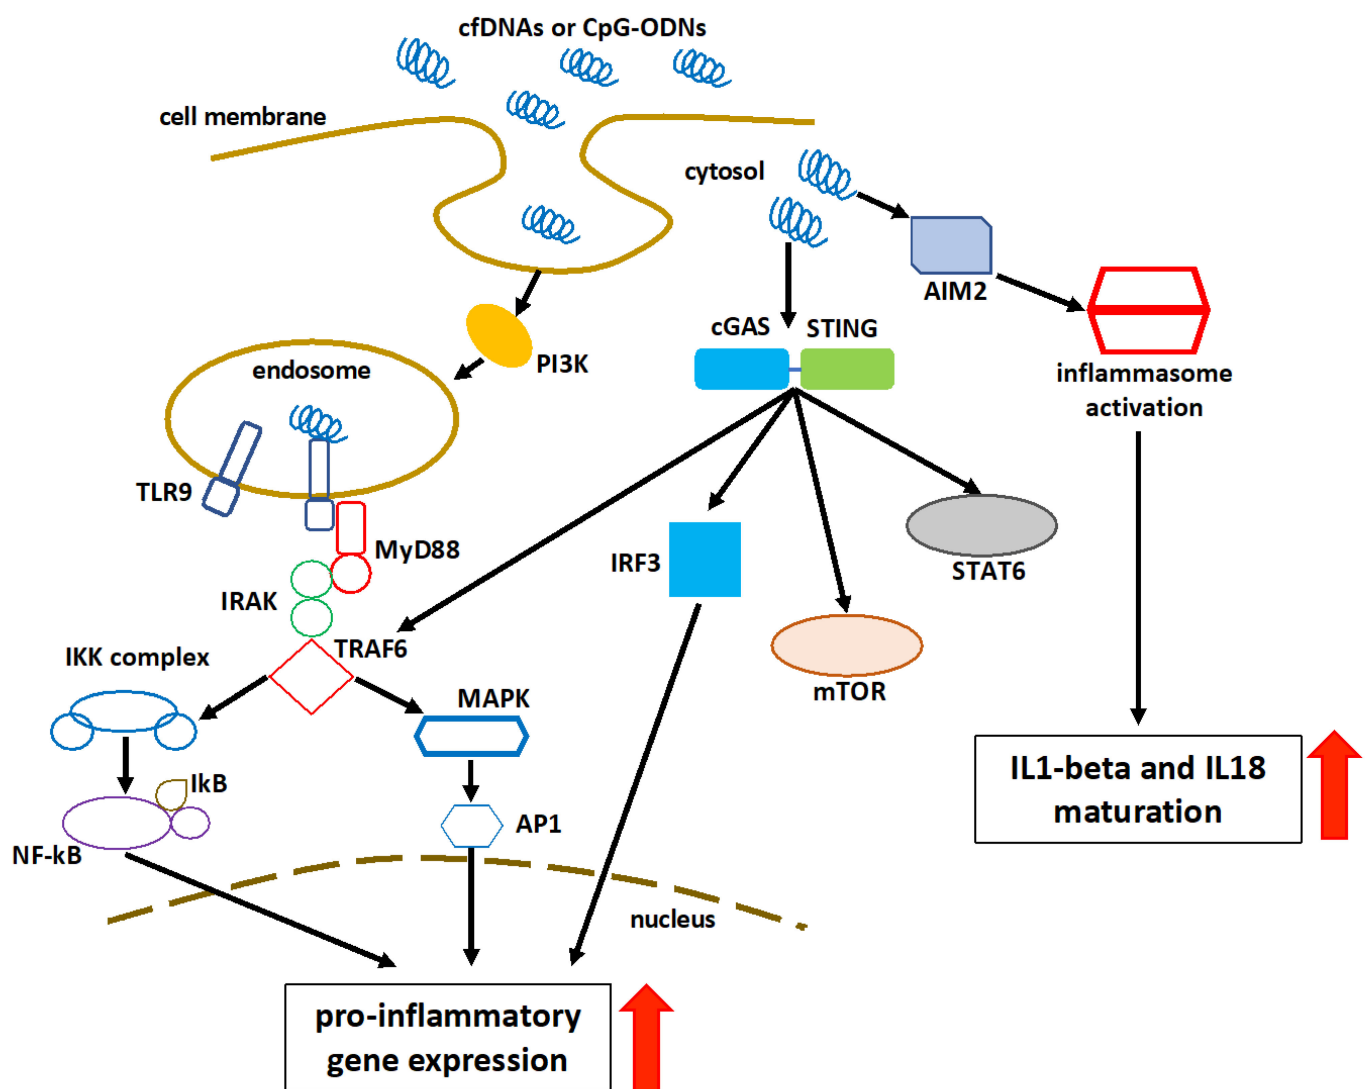 cfDNAs or CpG-ODNs
cell membrane
cytosol
AIM2
cGAS
STING
PI3K
endosome
inflammasome
activation
TLR9
MyD88
IRF3
STAT6
IRAK
TRAF6
IKK complex
mTOR
MAPK
IkB
IL1-beta and IL18
maturation
AP1
NF-kB
nucleus
pro-inflammatory
gene expression